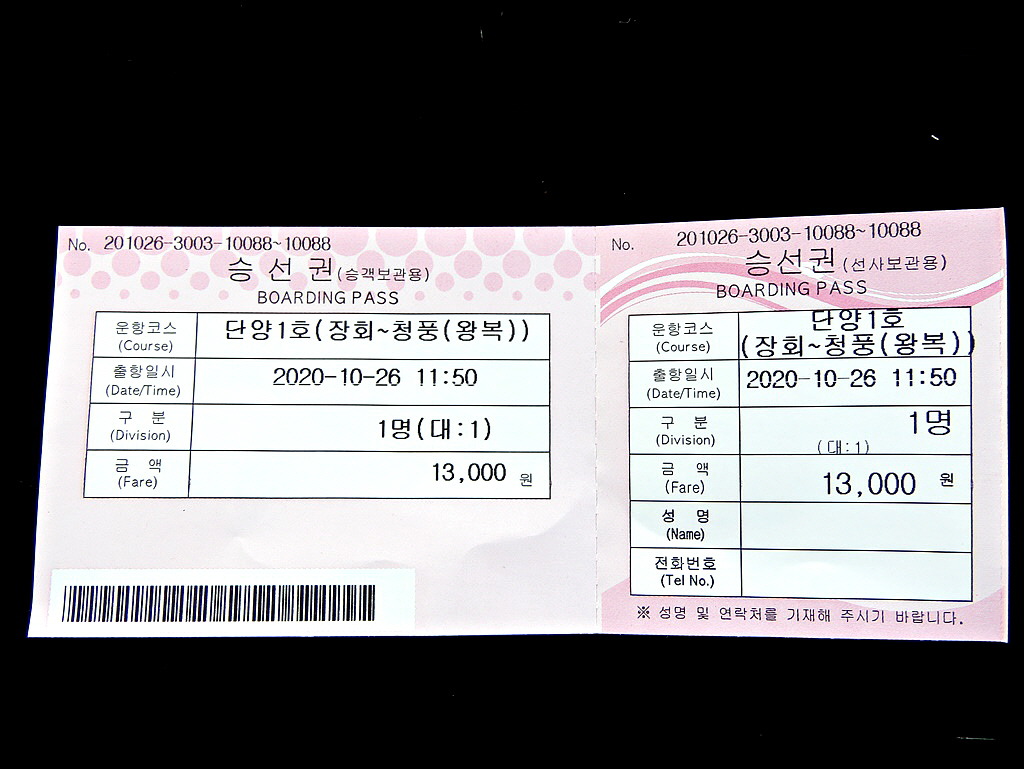 No. 201026-3003-10088~10088
승선권(승객보관용)
BOARDING PASS
운항코스 (Course) 단양1호(장회~청풍(왕복))
출항일시 (Date/Time) 2020-10-26 11:50
구 분 (Division) 1명(대:1)
금 액 (Fare) 13,000 원
No. 201026-3003-10088~10088
승선권(선사보관용)
BOARDING PASS
운항코스 (Course) 단양1호
(장회~청풍(왕복))
출항일시 (Date/Time) 2020-10-26 11:50
구 분 (Division) 1명
(대:1)
금 액 (Fare) 13,000 원
성 명 (Name)
전화번호 (Tel No.)
※ 성명 및 연락처를 기재해 주시기 바랍니다.